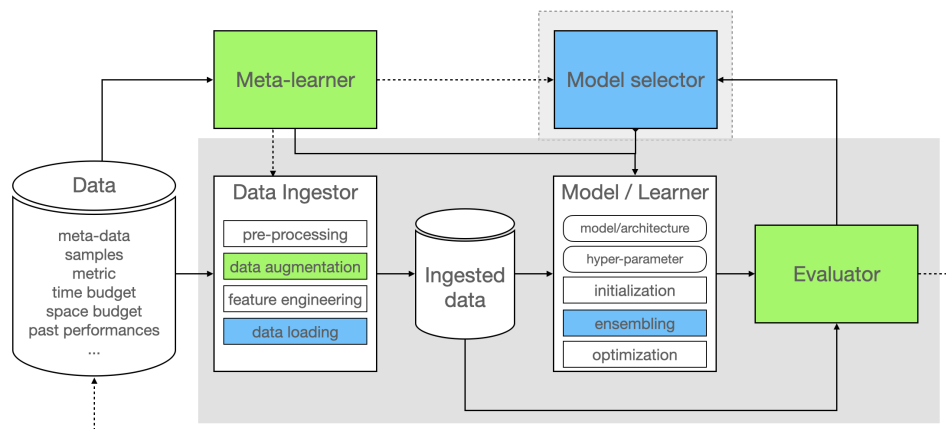 Meta-learner
Model selector
Data
meta-data
samples
metric
time budget
space budget
past performances
...
Data Ingestor
pre-processing
data augmentation
feature engineering
data loading
Ingested
data
Model / Learner
model/architecture
hyper-parameter
initialization
ensembling
optimization
Evaluator